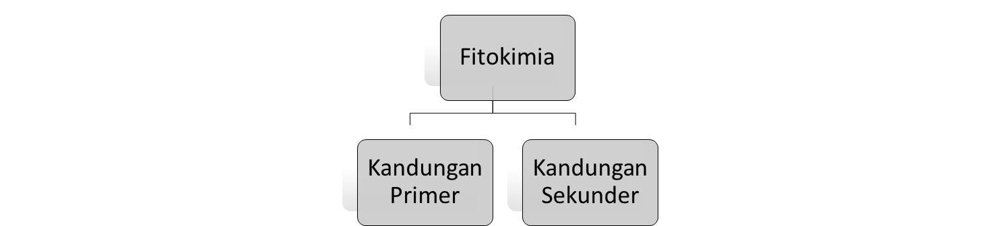 Fitokimia
Kandungan
Primer
Kandungan
Sekunder